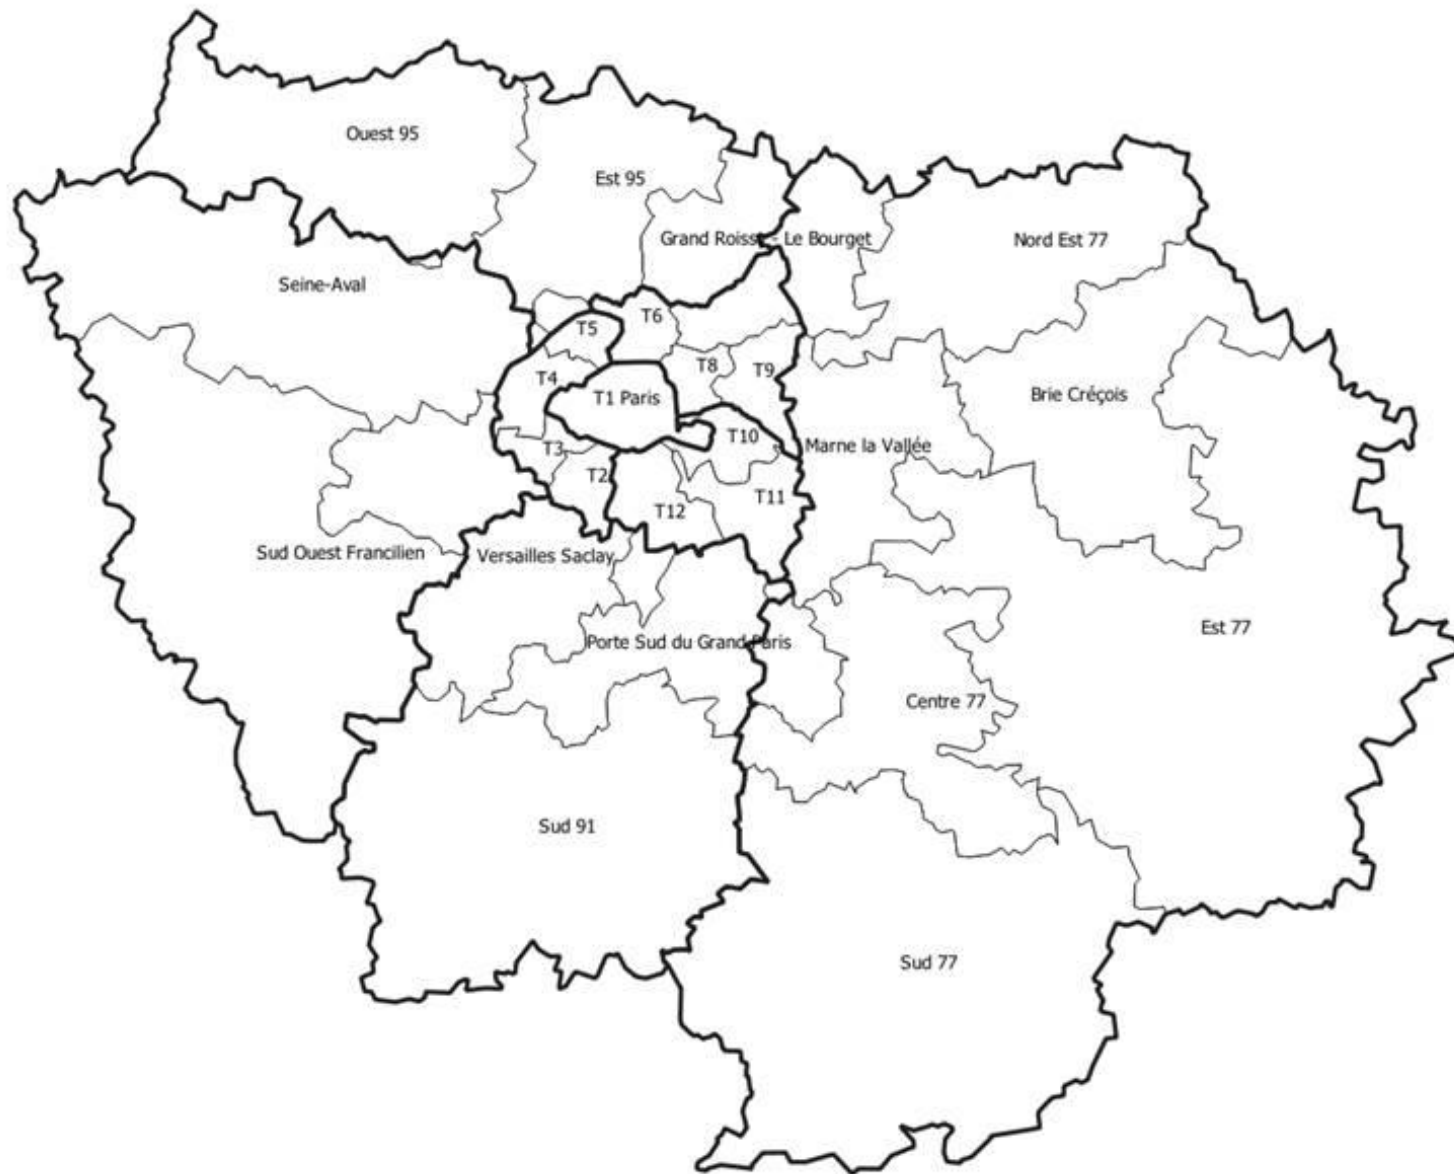 Ouest 95
Est 95
Grand Roissy - Le Bourget
Nord Est 77
Seine-Aval
T6
T5
T8
T9
T4
T1 Paris
Brie Créçois
T10
Marne la Vallée
T3
T2
T11
T12
Sud Ouest Francilien
Versailles Saclay
Est 77
Porte Sud du Grand Paris
Centre 77
Sud 91
Sud 77